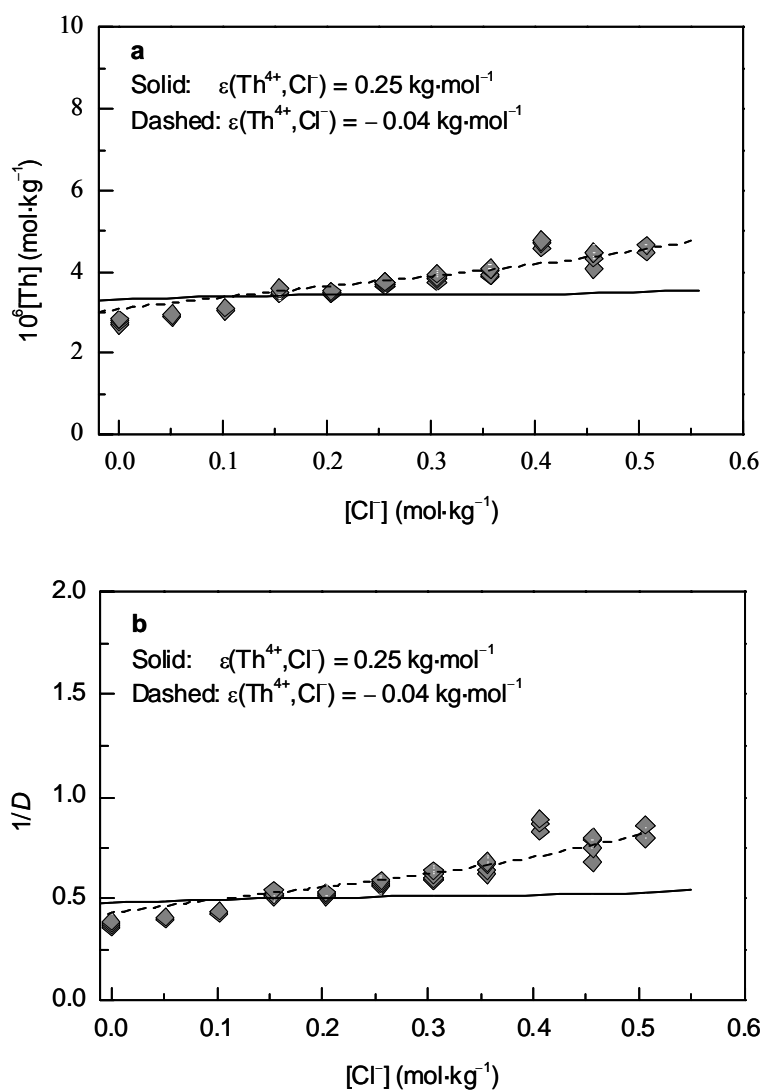 a
Solid: ε(Th⁴⁺,Cl⁻) = 0.25 kg·mol⁻¹
Dashed: ε(Th⁴⁺,Cl⁻) = – 0.04 kg·mol⁻¹
10⁶[Th] (mol·kg⁻¹)
10
8
6
4
2
0
0.0 0.1 0.2 0.3 0.4 0.5 0.6
[Cl⁻] (mol·kg⁻¹)
b
Solid: ε(Th⁴⁺,Cl⁻) = 0.25 kg·mol⁻¹
Dashed: ε(Th⁴⁺,Cl⁻) = – 0.04 kg·mol⁻¹
1/D
2.0
1.5
1.0
0.5
0.0
0.0 0.1 0.2 0.3 0.4 0.5 0.6
[Cl⁻] (mol·kg⁻¹)